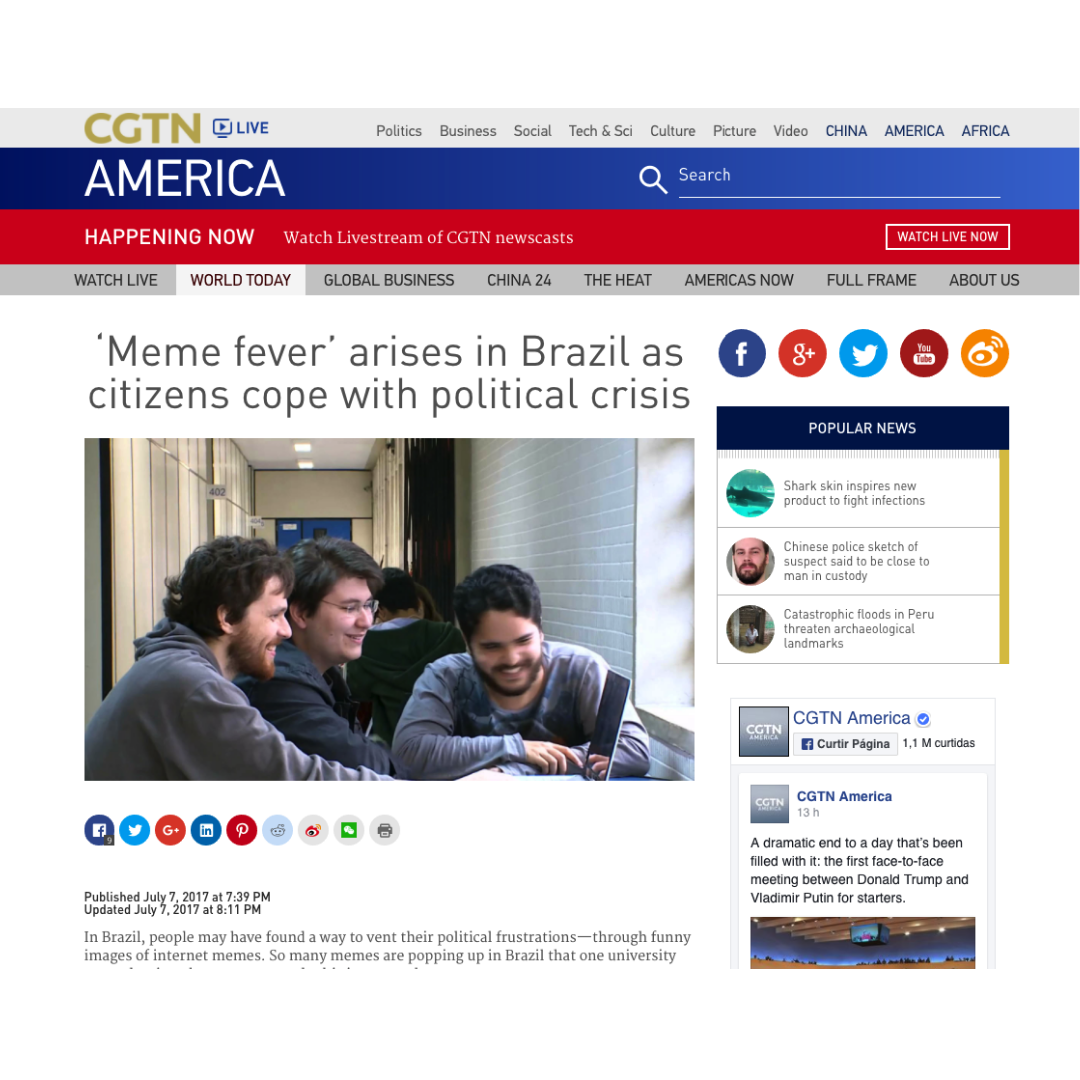 CGTN LIVE
Politics Business Social Tech & Sci Culture Picture Video CHINA AMERICA AFRICA
AMERICA
Search
HAPPENING NOW Watch Livestream of CGTN newscasts WATCH LIVE NOW
WATCH LIVE WORLD TODAY GLOBAL BUSINESS CHINA 24 THE HEAT AMERICAS NOW FULL FRAME ABOUT US
‘Meme fever’ arises in Brazil as
citizens cope with political crisis
402
9
Published July 7, 2017 at 7:39 PM
Updated July 7, 2017 at 8:11 PM
In Brazil, people may have found a way to vent their political frustrations—through funny
images of internet memes. So many memes are popping up in Brazil that one university
You Tube
POPULAR NEWS
Shark skin inspires new
product to fight infections
Chinese police sketch of
suspect said to be close to
man in custody
Catastrophic floods in Peru
threaten archaeological
landmarks
CGTN AMERICA
CGTN America
Curtir Página 1,1 M curtidas
CGTN AMERICA
CGTN America
13 h
A dramatic end to a day that’s been
filled with it: the first face-to-face
meeting between Donald Trump and
Vladimir Putin for starters.